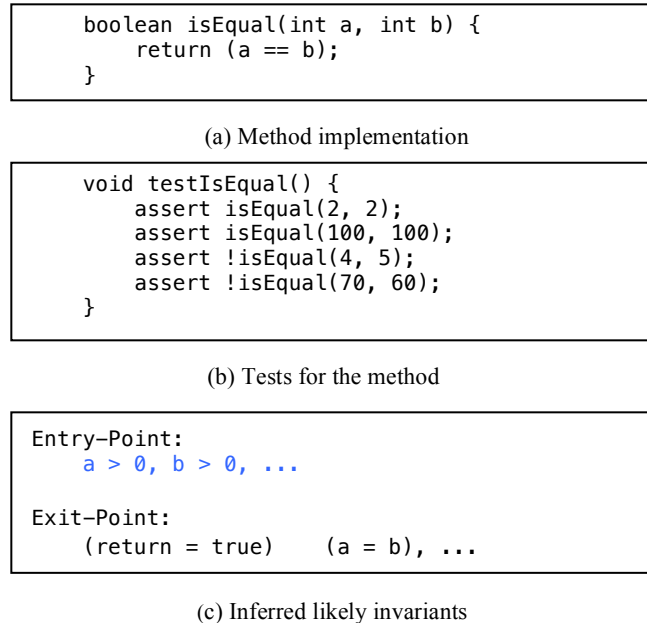 boolean isEqual(int a, int b) {
return (a == b);
}
(a) Method implementation
void testIsEqual() {
assert isEqual(2, 2);
assert isEqual(100, 100);
assert !isEqual(4, 5);
assert !isEqual(70, 60);
}
(b) Tests for the method
Entry-Point:
a > 0, b > 0, ...
Exit-Point:
(return = true) (a = b), ...
(c) Inferred likely invariants